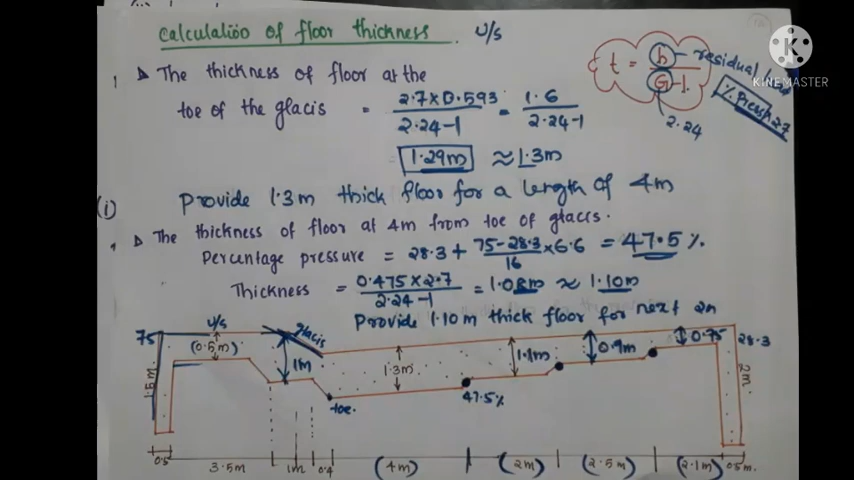 Calculation of floor thickness. u/s
The thickness of floor at the
toe of the glacis = 2.7×0.593 / 2.24-1 = 1.6 / 2.24-1
1.29m ≈ 1.3m
t = h / G-1. residual
2.24
% Press
2.7
KINEMASTER
(i) Provide 1.3m thick floor for a length of 4m
The thickness of floor at 4m from toe of glacis.
Percentage pressure = 28.3 + 75-28.3 / 16 × 6.6 = 47.5 %.
Thickness = 0.475×2.7 / 2.24-1 = 1.03m ≈ 1.10m
Provide 1.10m thick floor for next 2m
75 u/s glacis 0.75 28.3
(0.5m) 1m 1.3m 1.1m 0.9m
1.5m. toe. 47.5% 2m.
0.5 3.5m 1m 0.4 (4m) (2m) (2.5m) (2.1m) 0.5m.